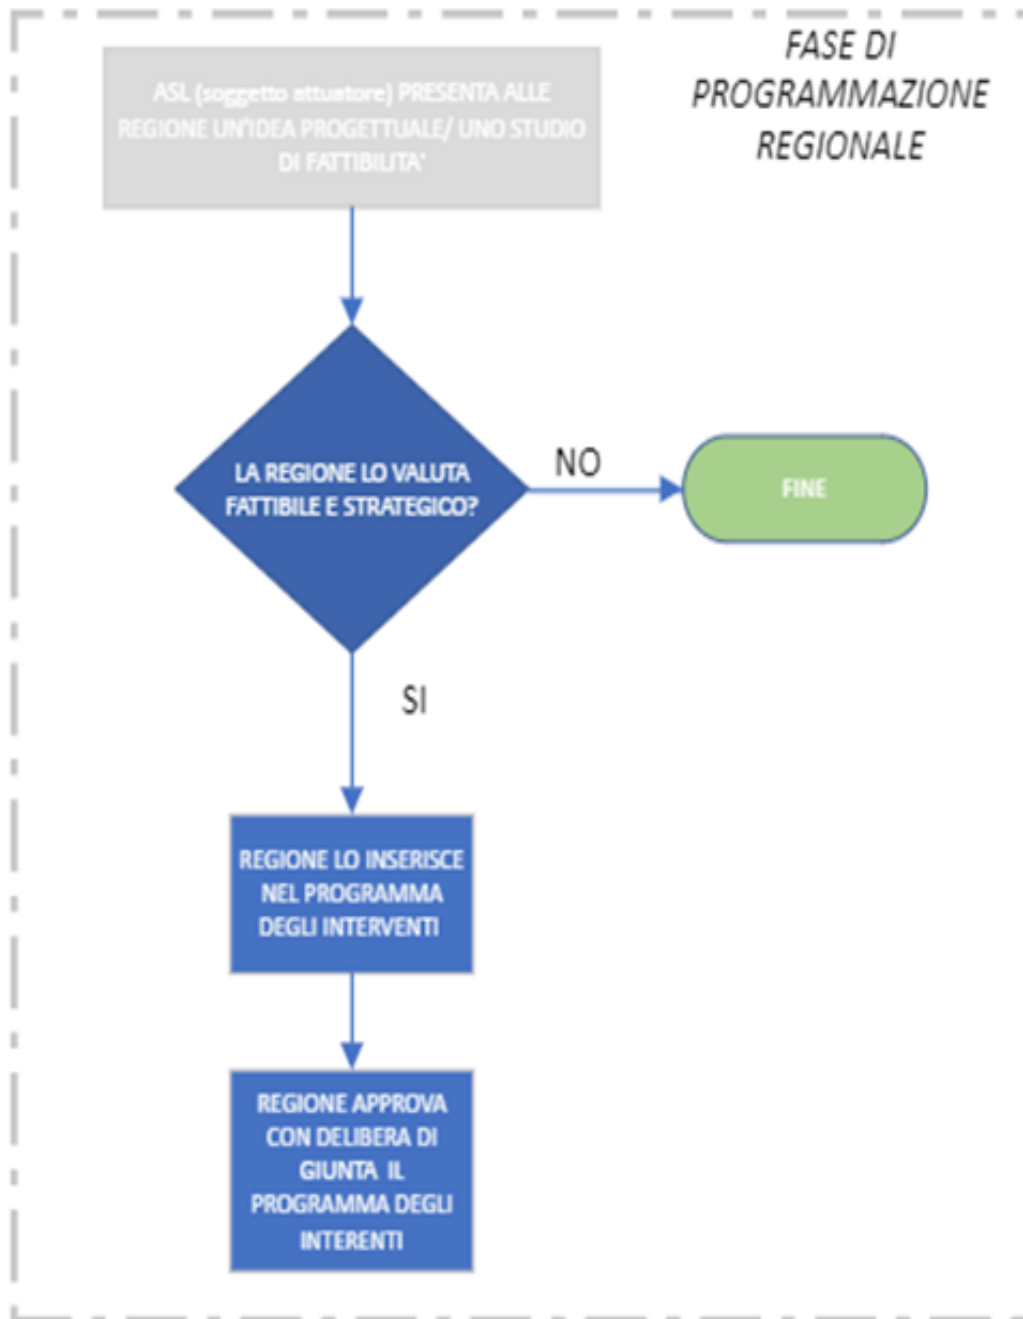 FASE DI
PROGRAMMAZIONE
REGIONALE
ASL (soggetto attuatore) PRESENTA ALLE
REGIONE UN'IDEA PROGETTUALE/ UNO STUDIO
DI FATTIBILITA'
LA REGIONE LO VALUTA
FATTIBILE E STRATEGICO?
NO
FINE
SI
REGIONE LO INSERISCE
NEL PROGRAMMA
DEGLI INTERVENTI
REGIONE APPROVA
CON DELIBERA DI
GIUNTA IL
PROGRAMMA DEGLI
INTERENTI